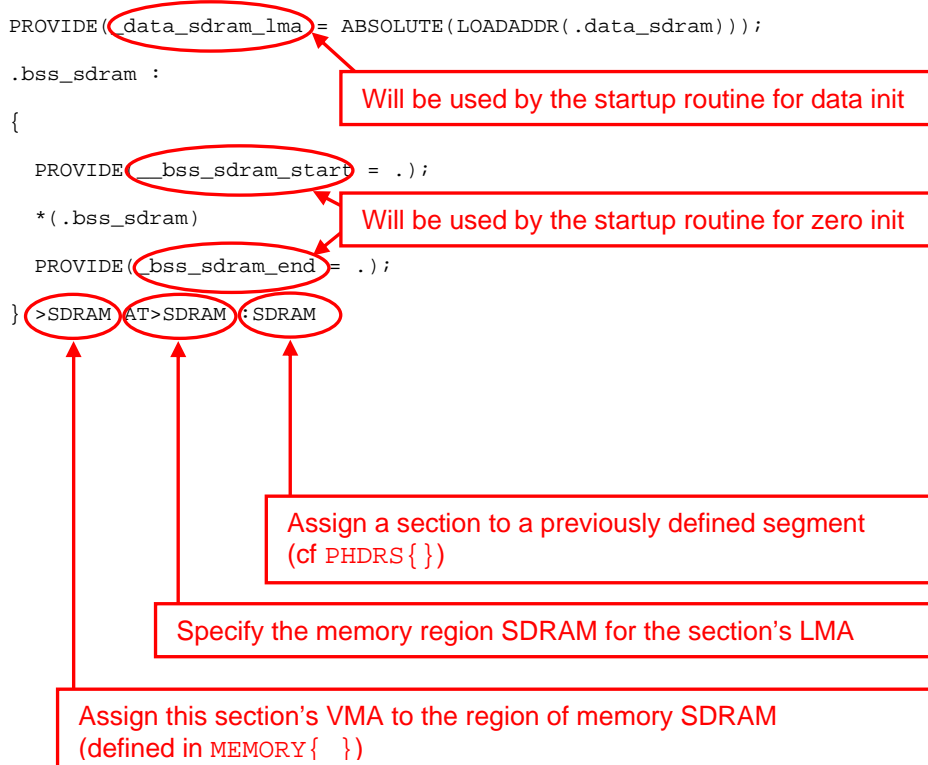 PROVIDE(_data_sdram_lma = ABSOLUTE(LOADADDR(.data_sdram)));
.bss_sdram :
Will be used by the startup routine for data init
{
PROVIDE(__bss_sdram_start = .);
*(.bss_sdram)
Will be used by the startup routine for zero init
PROVIDE(_bss_sdram_end = .);
} >SDRAM AT>SDRAM :SDRAM
Assign a section to a previously defined segment
(cf PHDRS{})
Specify the memory region SDRAM for the section's LMA
Assign this section's VMA to the region of memory SDRAM
(defined in MEMORY{ })